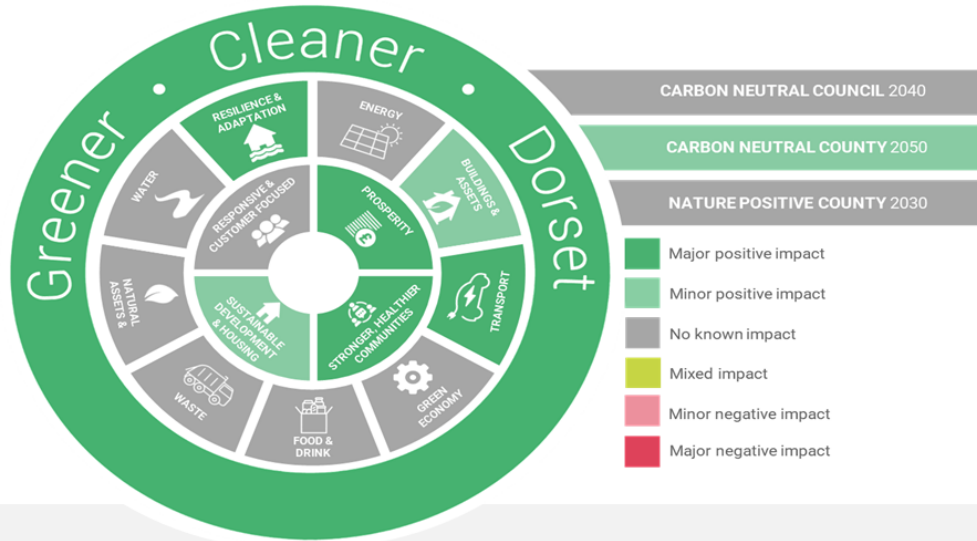 Greener · Cleaner · Dorset
RESILIENCE &
ADAPTATION
ENERGY
BUILDINGS &
ASSETS
TRANSPORT
GREEN
ECONOMY
FOOD &
DRINK
WASTE
NATURAL
ASSETS &
WATER
RESPONSIVE &
CUSTOMER FOCUSED
PROSPERITY
£
STRONGER, HEALTHIER
COMMUNITIES
SUSTAINABLE
DEVELOPMENT
& HOUSING
CARBON NEUTRAL COUNCIL 2040
CARBON NEUTRAL COUNTY 2050
NATURE POSITIVE COUNTY 2030
Major positive impact
Minor positive impact
No known impact
Mixed impact
Minor negative impact
Major negative impact